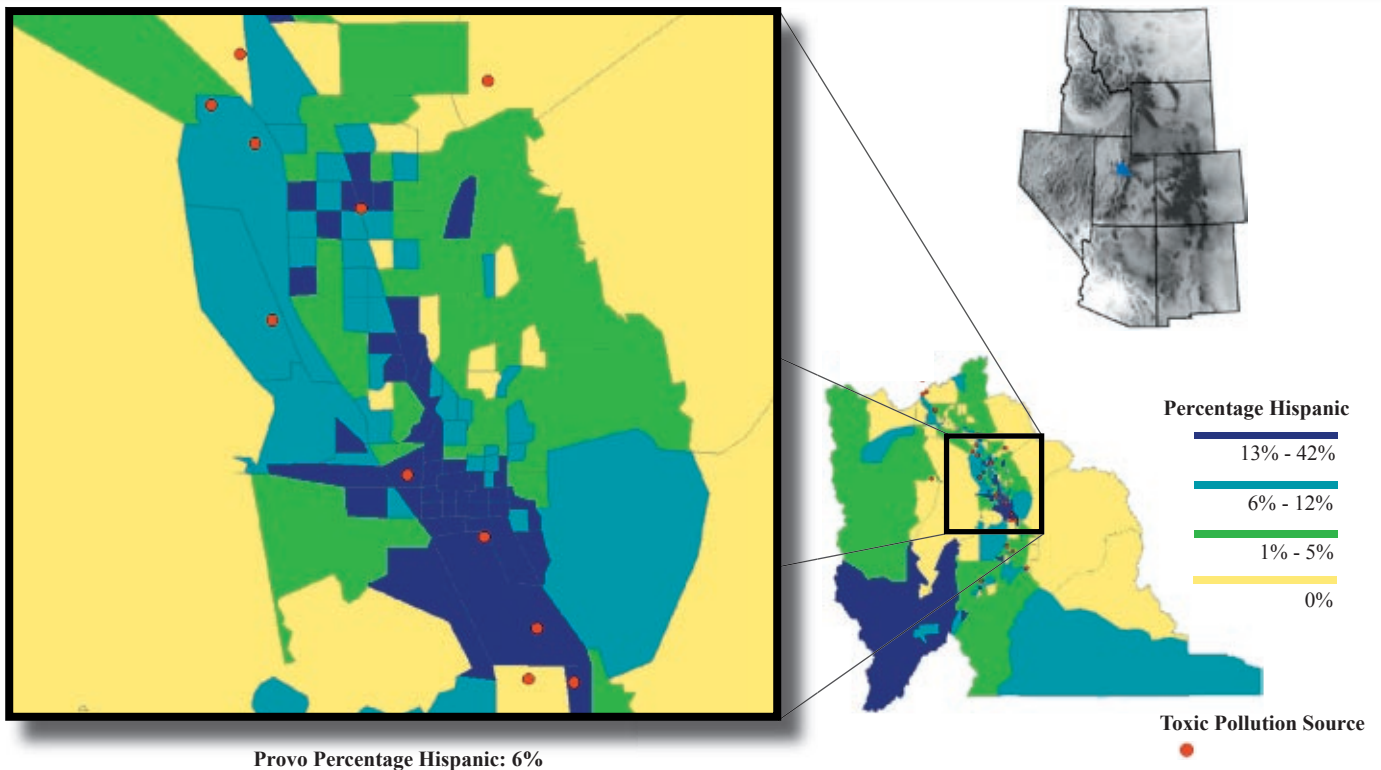 Percentage Hispanic
13% - 42%
6% - 12%
1% - 5%
0%
Toxic Pollution Source
Provo Percentage Hispanic: 6%